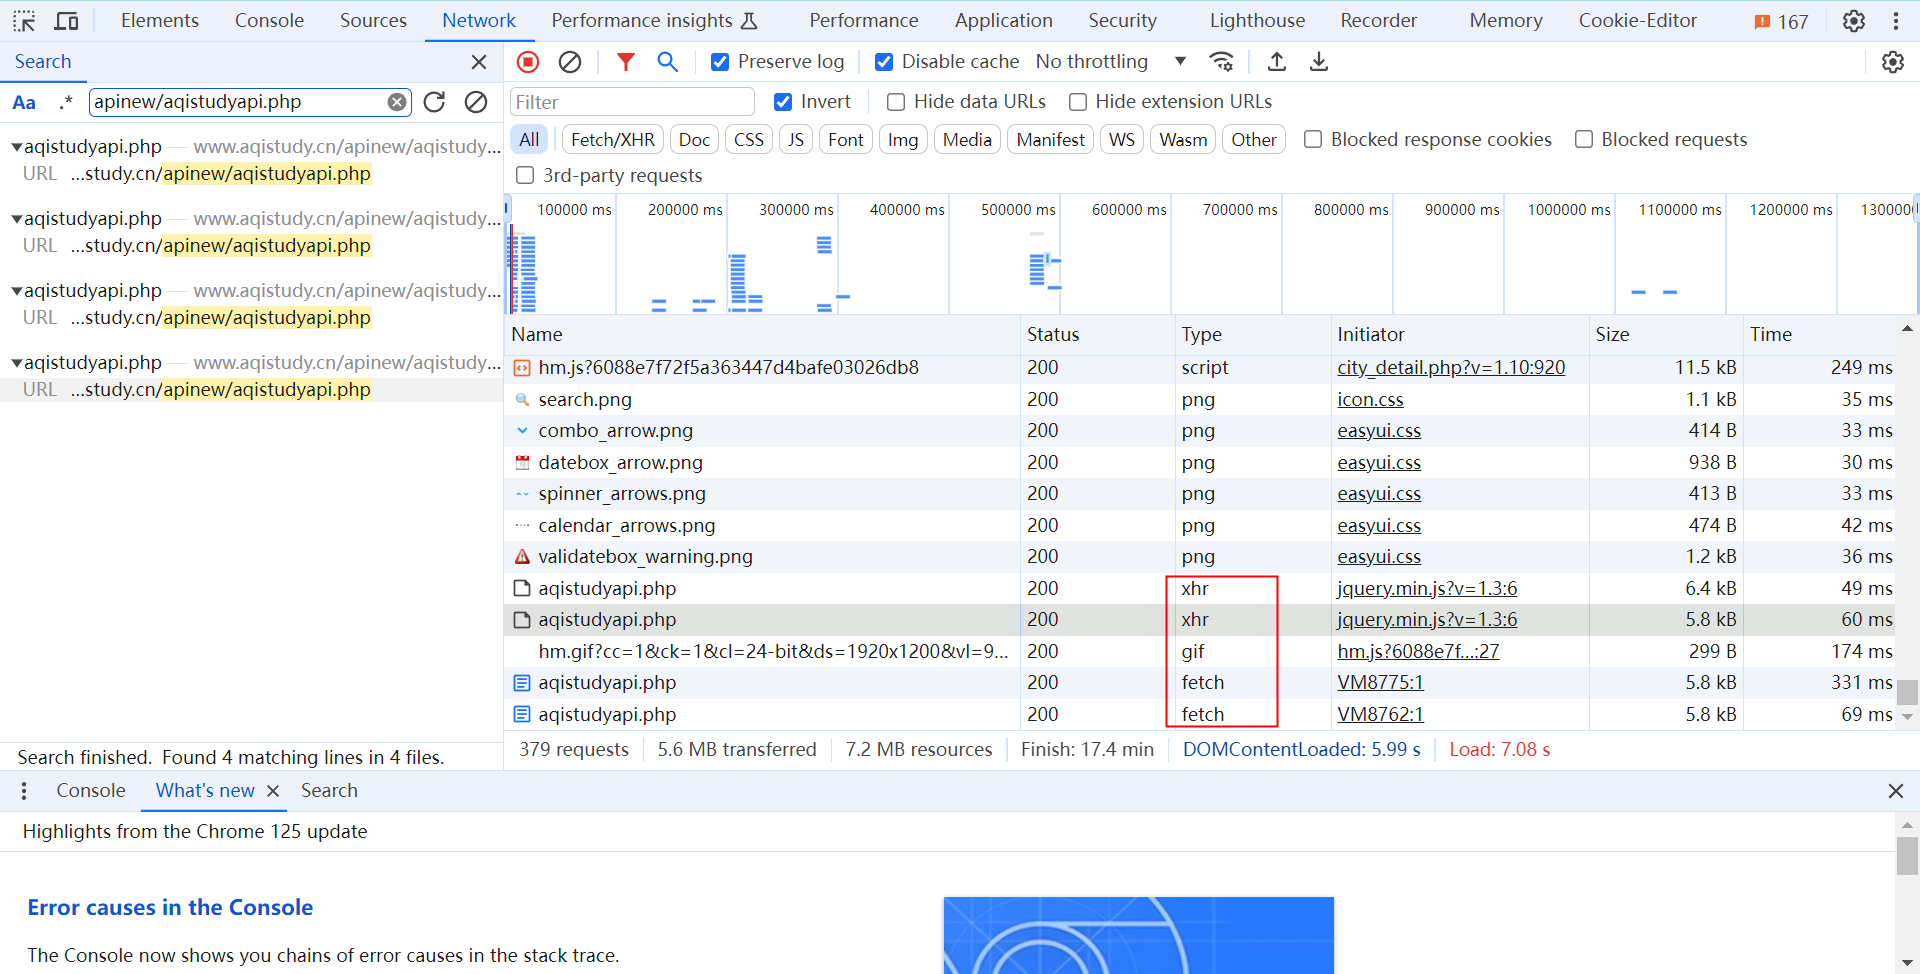 Elements Console Sources Network Performance insights Performance Application Security Lighthouse Recorder Memory Cookie-Editor 167
Search
Preserve log Disable cache No throttling
Aa .* apinew/aqistudyapi.php
Filter Invert Hide data URLs Hide extension URLs
All Fetch/XHR Doc CSS JS Font Img Media Manifest WS Wasm Other Blocked response cookies Blocked requests
3rd-party requests
aqistudyapi.php — www.aqistudy.cn/apinew/aqistudy...
URL ...study.cn/apinew/aqistudyapi.php
aqistudyapi.php — www.aqistudy.cn/apinew/aqistudy...
URL ...study.cn/apinew/aqistudyapi.php
aqistudyapi.php — www.aqistudy.cn/apinew/aqistudy...
URL ...study.cn/apinew/aqistudyapi.php
aqistudyapi.php — www.aqistudy.cn/apinew/aqistudy...
URL ...study.cn/apinew/aqistudyapi.php
Search finished. Found 4 matching lines in 4 files.
100000 ms 200000 ms 300000 ms 400000 ms 500000 ms 600000 ms 700000 ms 800000 ms 900000 ms 1000000 ms 1100000 ms 1200000 ms 130000
Name Status Type Initiator Size Time
hm.js?6088e7f72f5a363447d4bafe03026db8 200 script city_detail.php?v=1.10:920 11.5 kB 249 ms
search.png 200 png icon.css 1.1 kB 35 ms
combo_arrow.png 200 png easyui.css 414 B 33 ms
datebox_arrow.png 200 png easyui.css 938 B 30 ms
spinner_arrows.png 200 png easyui.css 413 B 33 ms
calendar_arrows.png 200 png easyui.css 474 B 42 ms
validatebox_warning.png 200 png easyui.css 1.2 kB 36 ms
aqistudyapi.php 200 xhr jquery.min.js?v=1.3:6 6.4 kB 49 ms
aqistudyapi.php 200 xhr jquery.min.js?v=1.3:6 5.8 kB 60 ms
hm.gif?cc=1&ck=1&cl=24-bit&ds=1920x1200&vl=9... 200 gif hm.js?6088e7f...:27 299 B 174 ms
aqistudyapi.php 200 fetch VM8775:1 5.8 kB 331 ms
aqistudyapi.php 200 fetch VM8762:1 5.8 kB 69 ms
379 requests 5.6 MB transferred 7.2 MB resources Finish: 17.4 min DOMContentLoaded: 5.99 s Load: 7.08 s
Console What's new Search
Highlights from the Chrome 125 update
Error causes in the Console
The Console now shows you chains of error causes in the stack trace.